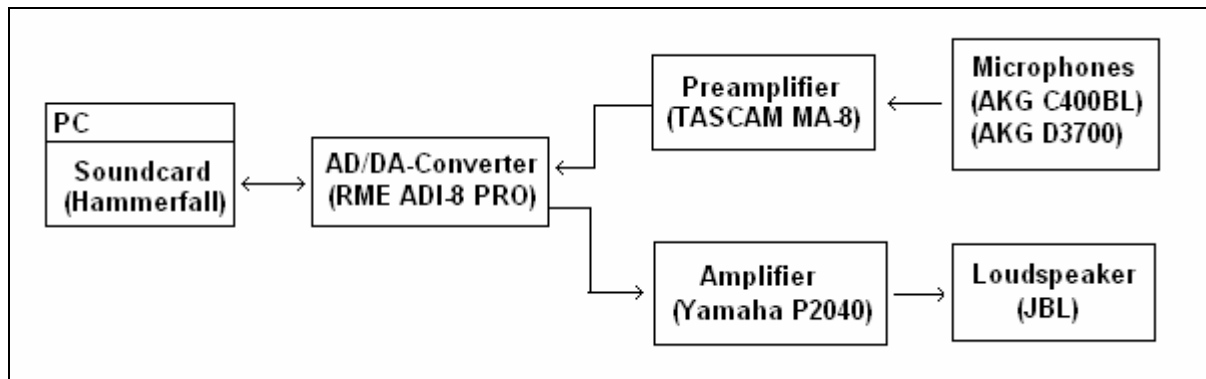 PC
Soundcard
(Hammerfall)
AD/DA-Converter
(RME ADI-8 PRO)
Preamplifier
(TASCAM MA-8)
Microphones
(AKG C400BL)
(AKG D3700)
Amplifier
(Yamaha P2040)
Loudspeaker
(JBL)